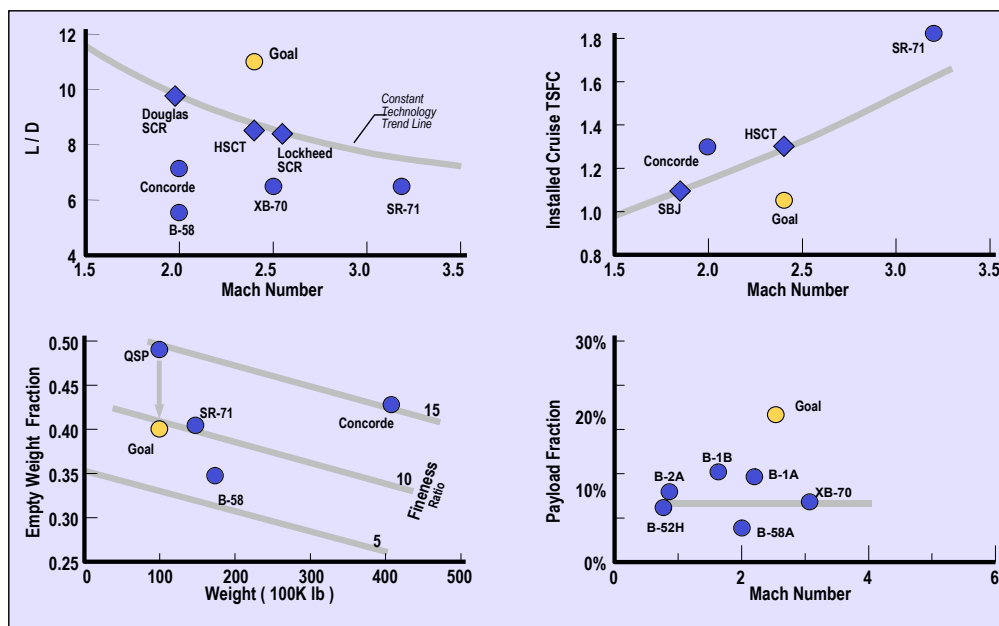 12
10
8
6
4
L / D
Goal
Constant
Technology
Trend Line
Douglas
SCR
HSCT
Lockheed
SCR
Concorde
B-58
XB-70
SR-71
1.5
2.0
2.5
3.0
3.5
Mach Number
1.8
1.6
1.4
1.2
1.0
0.8
Installed Cruise TSFC
SR-71
HSCT
Concorde
SBJ
Goal
1.5
2.0
2.5
3.0
3.5
Mach Number
0.50
0.45
0.40
0.35
0.30
0.25
Empty Weight Fraction
QSP
SR-71
Goal
B-58
Concorde
15
10
5
Fineness
Ratio
0
100
200
300
400
500
Weight ( 100K lb )
30%
20%
10%
0%
Payload Fraction
Goal
B-1B
B-2A
B-1A
XB-70
B-52H
B-58A
0
2
4
6
Mach Number